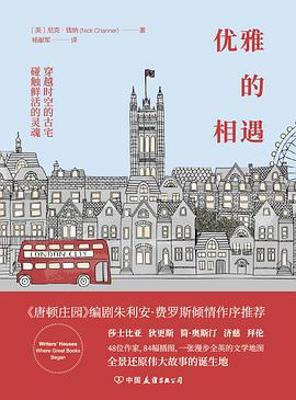 [英]尼克·钱纳(Nick Channer)——著
杨献军——译
优雅的相遇
穿越时空的古宅
碰触鲜活的灵魂
LONDON CITY
《唐顿庄园》编剧朱利安·费罗斯倾情作序推荐
莎士比亚 狄更斯 简·奥斯汀 济慈 拜伦
48位作家,84幅插图,一张漫步全英的文学地图
全景还原伟大故事的诞生地
Writers' Houses
Where Great Books
Began
中国友谊出版公司